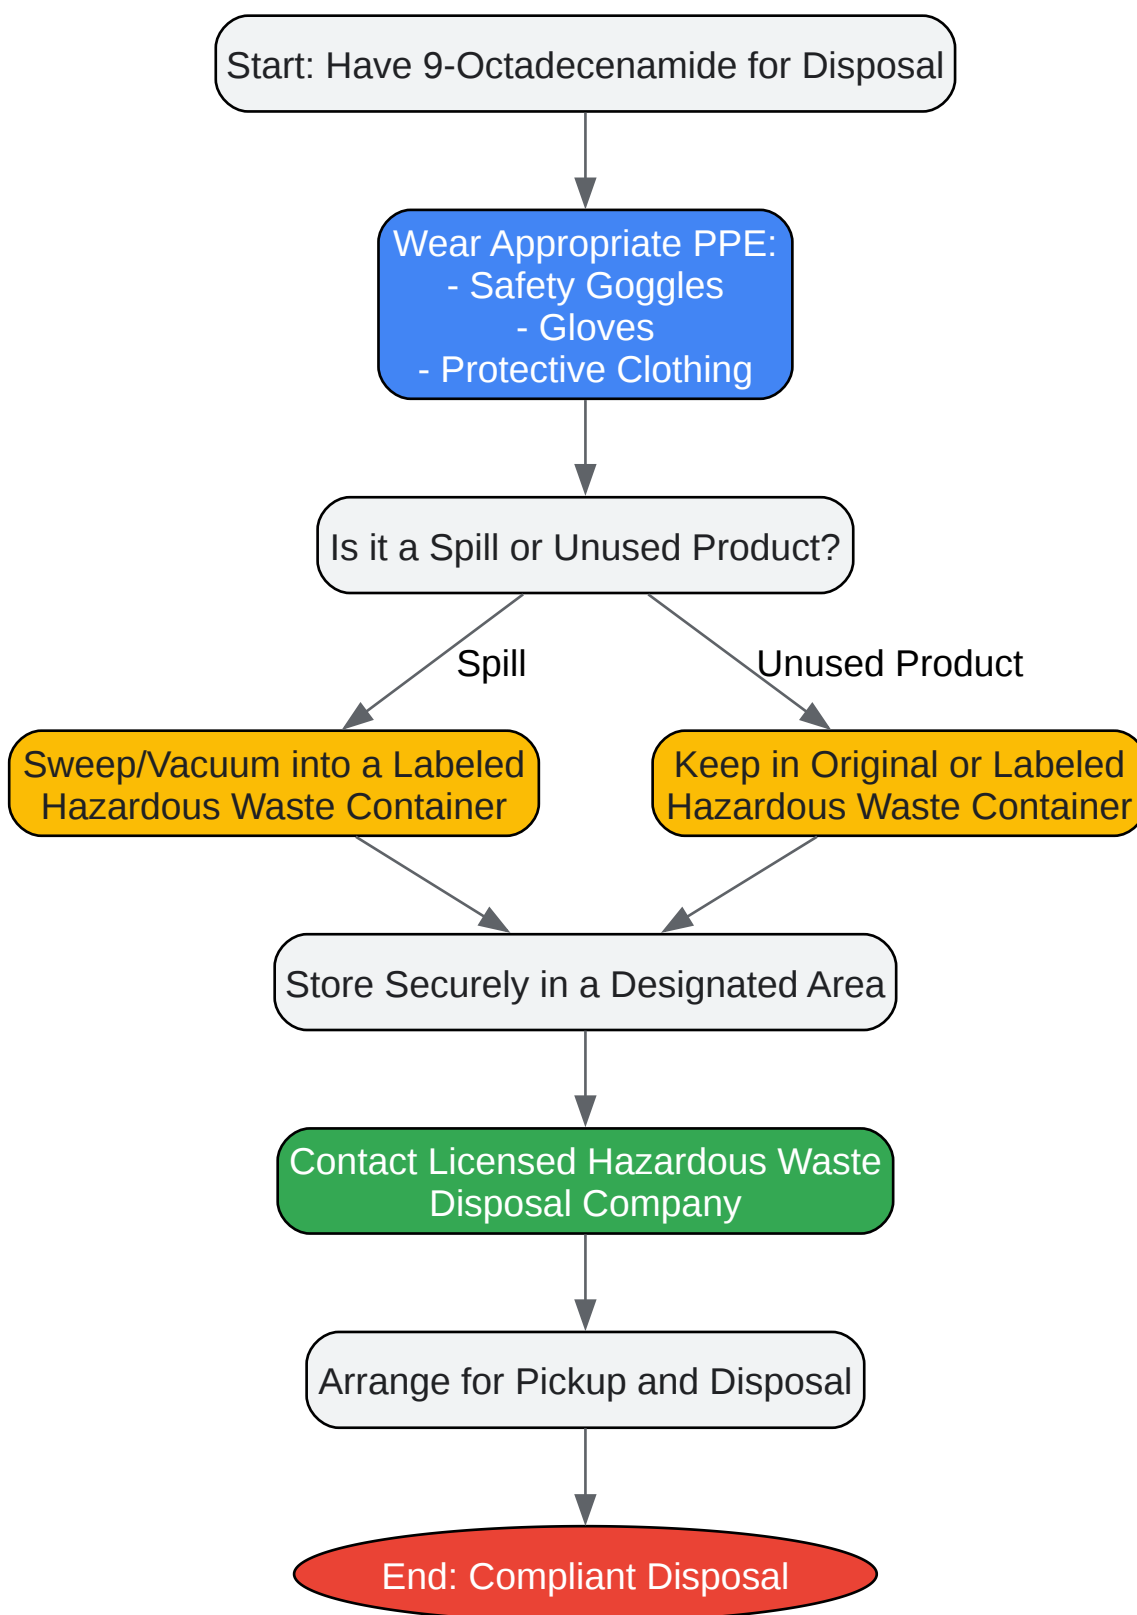 Start: Have 9-Octadecenamide for Disposal
Wear Appropriate PPE:
- Safety Goggles
- Gloves
- Protective Clothing
Is it a Spill or Unused Product?
Spill
Unused Product
Sweep/Vacuum into a Labeled
Hazardous Waste Container
Keep in Original or Labeled
Hazardous Waste Container
Store Securely in a Designated Area
Contact Licensed Hazardous Waste
Disposal Company
Arrange for Pickup and Disposal
End: Compliant Disposal